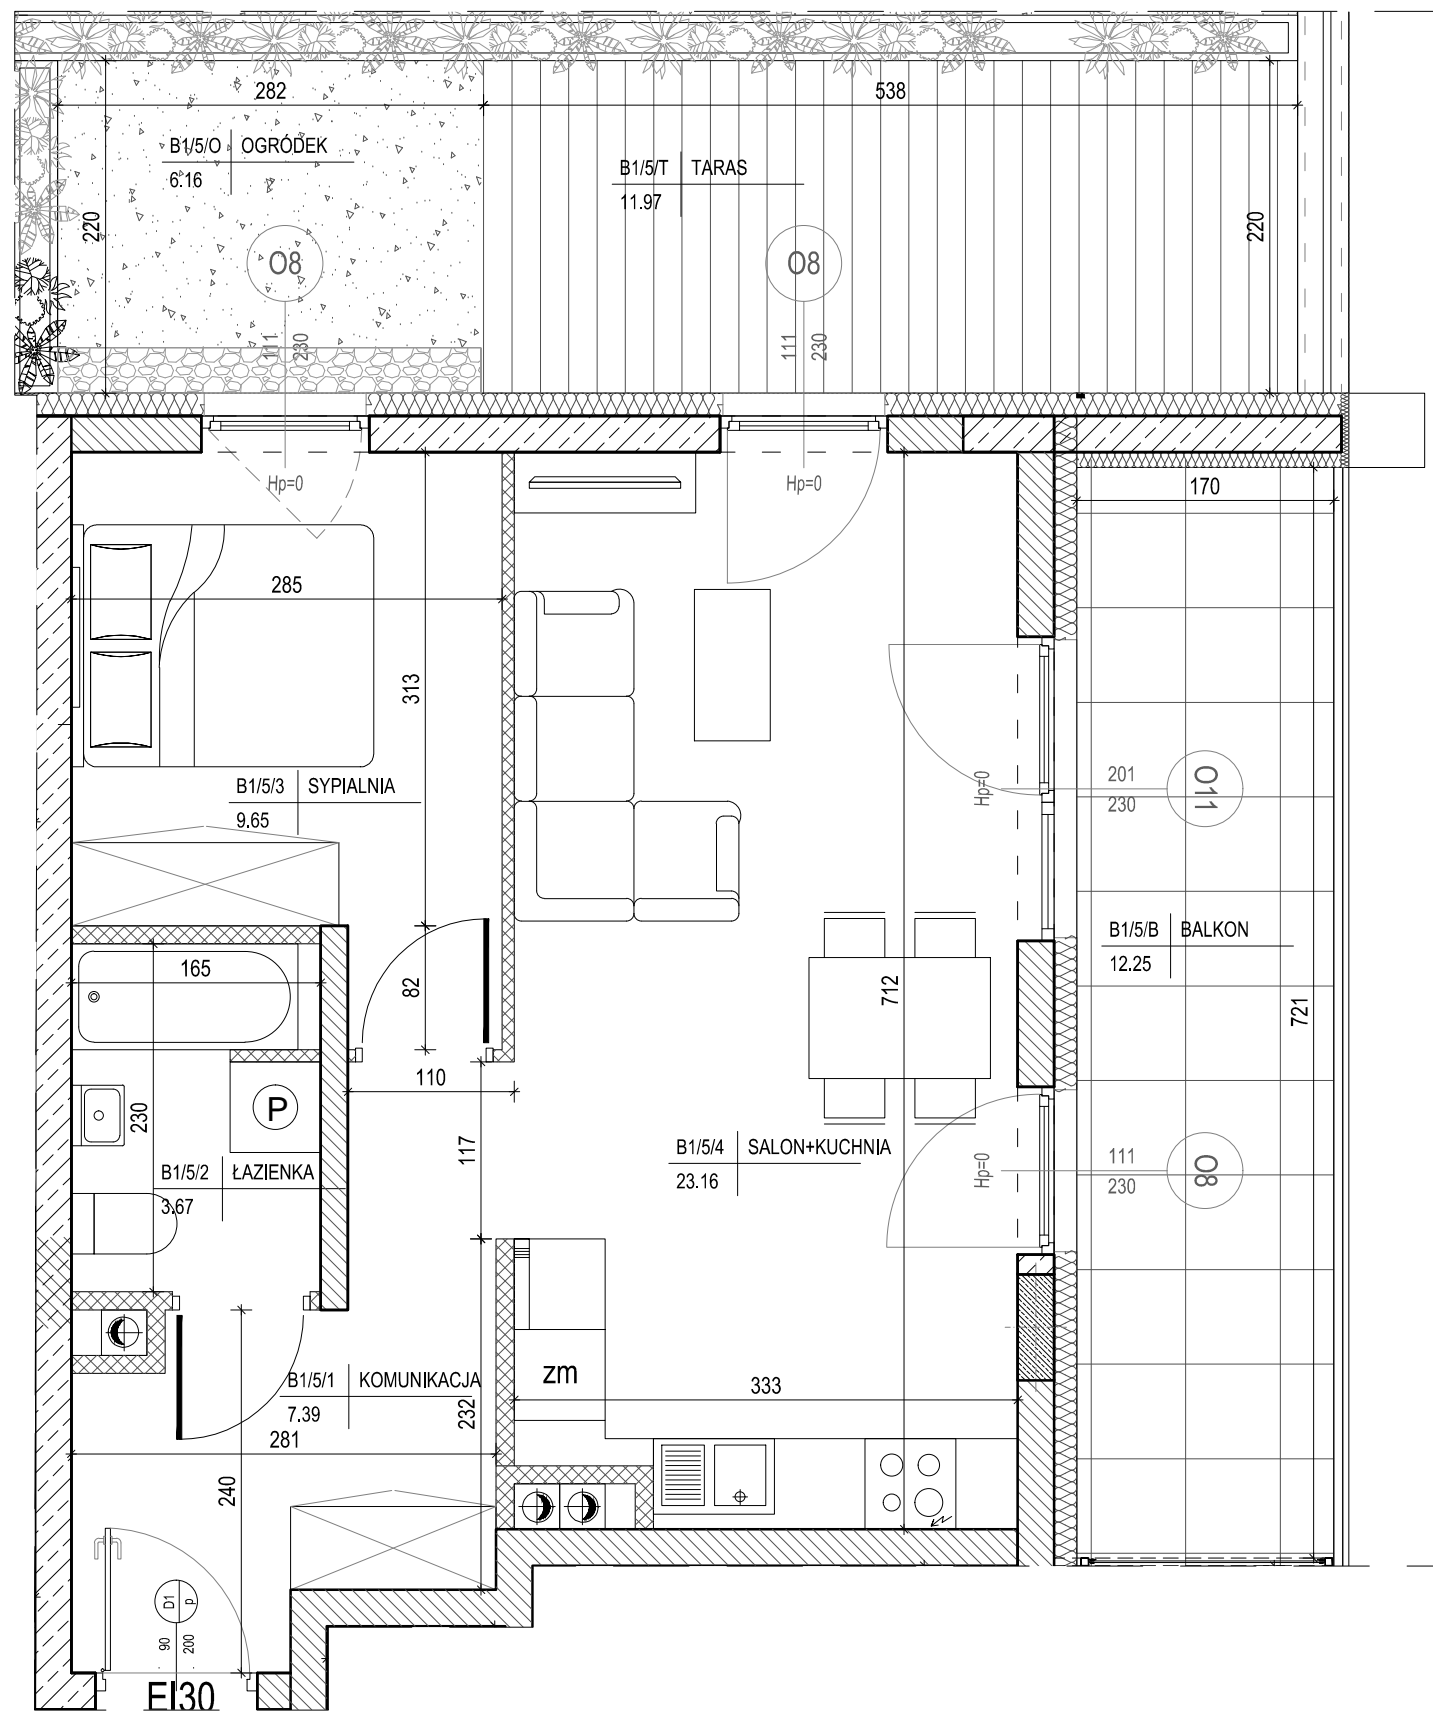 282
538
B1/5/O OGRÓDEK
6.16
B1/5/T TARAS
11.97
220
220
O8
O8
111
230
111
230
Hp=0
Hp=0
170
285
313
B1/5/3 SYPIALNIA
9.65
Hp=0
201
230
O11
B1/5/B BALKON
12.25
165
82
712
721
110
P
230
117
B1/5/4 SALON+KUCHNIA
23.16
Hp=0
111
230
O8
B1/5/2 ŁAZIENKA
3.67
zm
333
B1/5/1 KOMUNIKACJA
7.39
232
281
240
D1
p
90
200
EI30